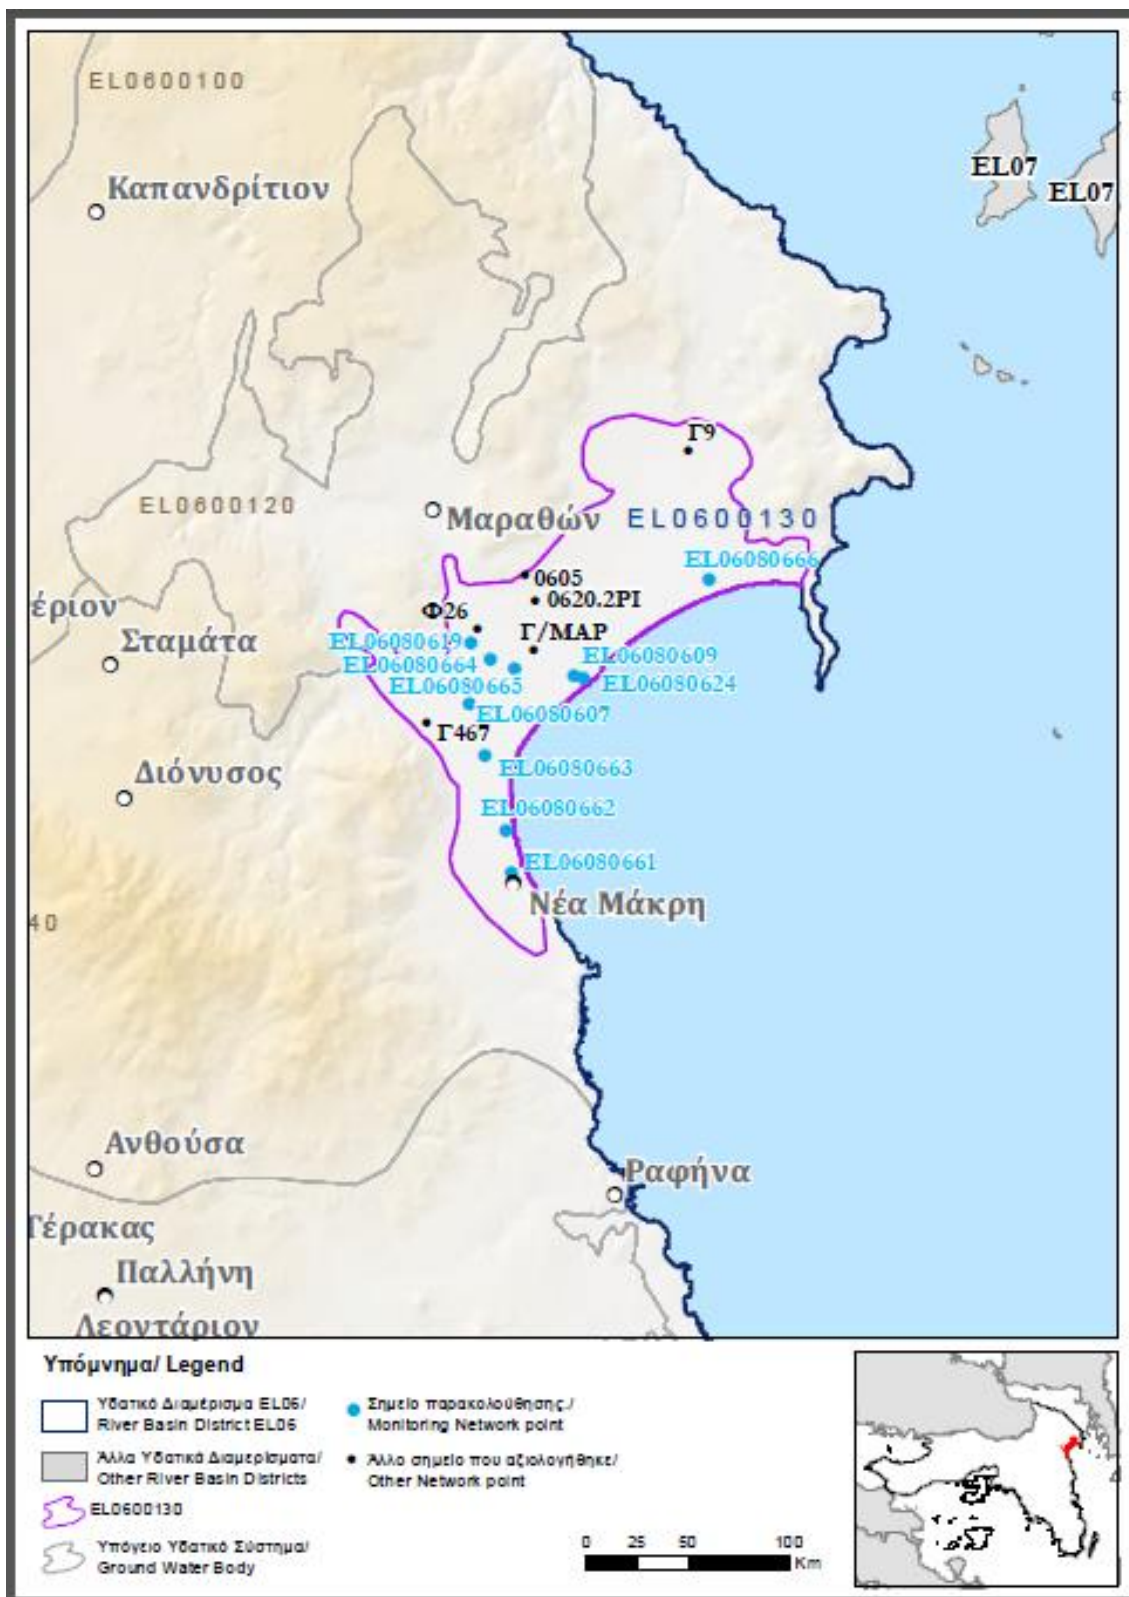 EL0600100
Καπανδρίτιον
EL07
EL07
Γ9
EL0600120
Μαραθών
EL0600130
EL06080666
0605
0620.2PI
έριον
Φ26
Γ/ΜΑΡ
Σταμάτα
EL06080619
EL06080609
EL06080664
EL06080665
EL06080624
EL06080607
Γ467
EL06080663
Διόνυσος
EL06080662
EL06080661
Νέα Μάκρη
40
Ανθούσα
Ραφήνα
Γέρακας
Παλλήνη
Λεοντάριον
Υπόμνημα/ Legend
Υδατικό Διαμέρισμα EL06/
River Basin District EL06
Άλλα Υδατικά Διαμερίσματα/
Other River Basin Districts
EL0600130
Υπόγειο Υδατικό Σύστημα/
Ground Water Body
Σημείο παρακολούθησης./
Monitoring Network point
Άλλο σημείο που αξιολογήθηκε/
Other Network point
0 25 50 100
Km